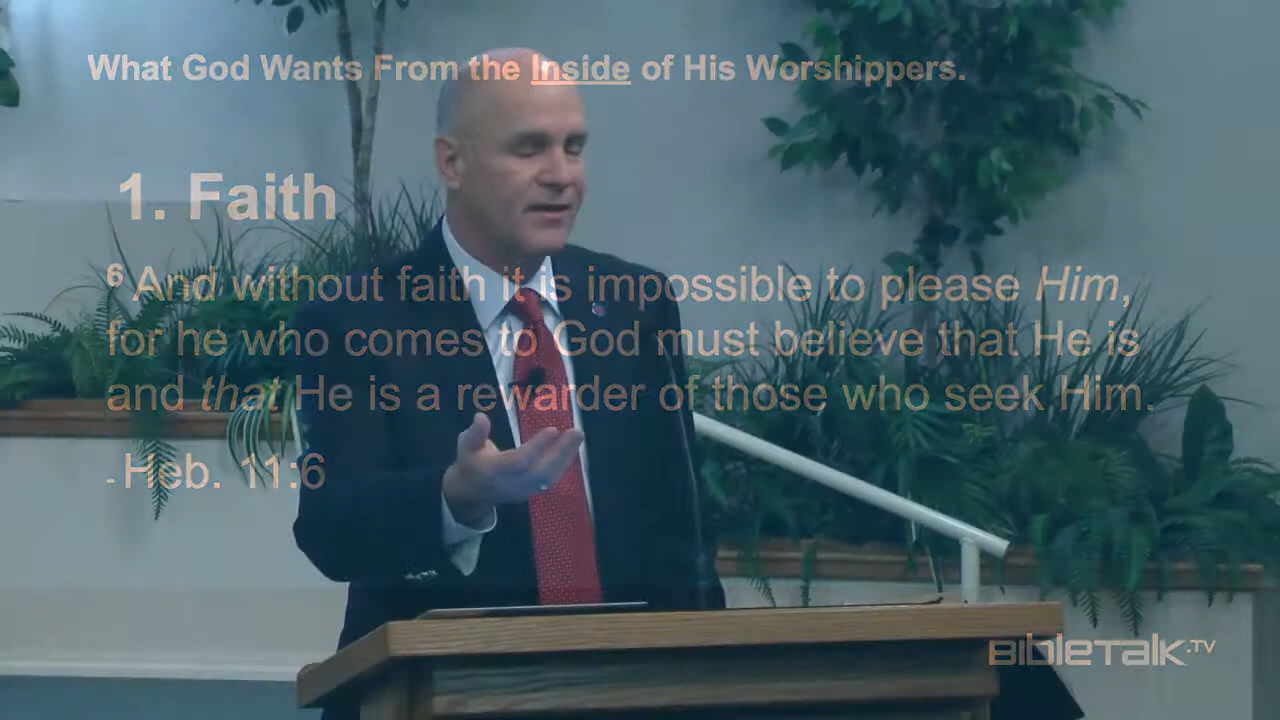 What God Wants From the Inside of His Worshippers.
1. Faith
6 And without faith it is impossible to please Him,
for he who comes to God must believe that He is
and that He is a rewarder of those who seek Him.
- Heb. 11:6
BibleTalk.TV